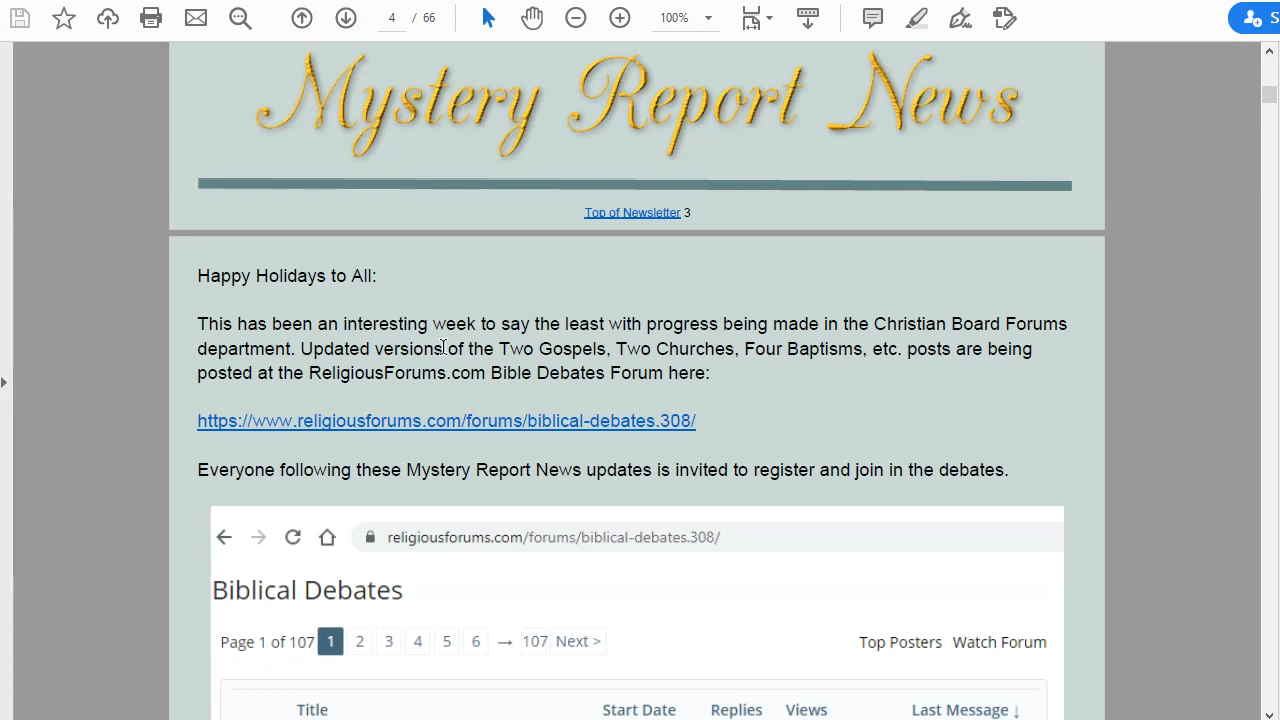 4 / 66 100% S
Mystery Report News
Top of Newsletter 3
Happy Holidays to All:
This has been an interesting week to say the least with progress being made in the Christian Board Forums
department. Updated versions of the Two Gospels, Two Churches, Four Baptisms, etc. posts are being
posted at the ReligiousForums.com Bible Debates Forum here:
https://www.religiousforums.com/forums/biblical-debates.308/
Everyone following these Mystery Report News updates is invited to register and join in the debates.
religiousforums.com/forums/biblical-debates.308/
Biblical Debates
Page 1 of 107 1 2 3 4 5 6 → 107 Next > Top Posters Watch Forum
Title Start Date Replies Views Last Message ↓